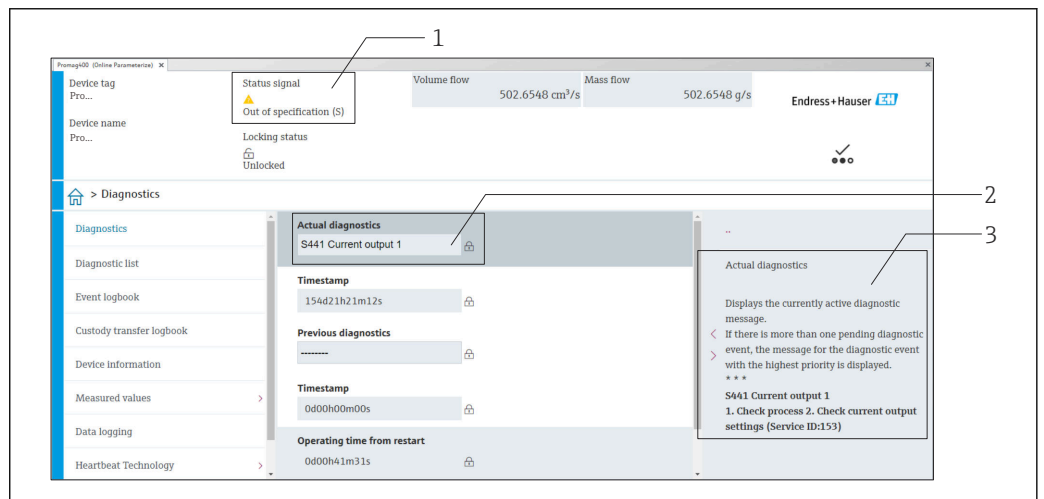 1
Promag400 (Online Parameterize) X
x
Device tag
Pro...
Device name
Pro...
Status signal
Out of specification (S)
Locking status
Unlocked
Volume flow
502.6548 cm³/s
Mass flow
502.6548 g/s
Endress+Hauser EH
> Diagnostics
2
3
Diagnostics
Diagnostic list
Event logbook
Custody transfer logbook
Device information
Measured values >
Data logging
Heartbeat Technology >
Actual diagnostics
S441 Current output 1
Timestamp
154d21h21m12s
Previous diagnostics
--------
Timestamp
0d00h00m00s
Operating time from restart
0d00h41m31s
..
Actual diagnostics
Displays the currently active diagnostic
message.
If there is more than one pending diagnostic
event, the message for the diagnostic event
with the highest priority is displayed.
* * *
S441 Current output 1
1. Check process 2. Check current output
settings (Service ID:153)